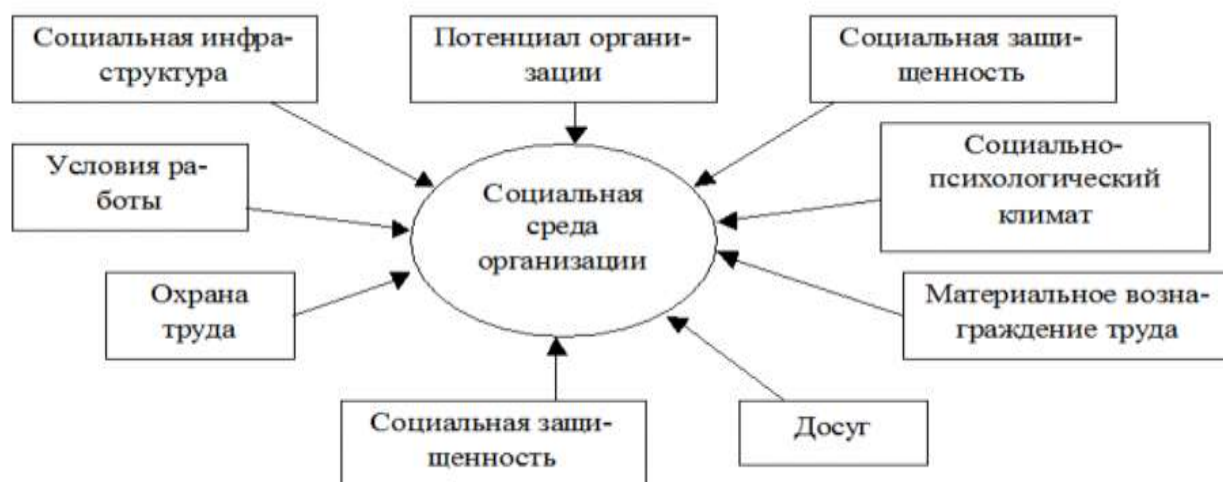 Социальная инфра-
структура
Потенциал органи-
зации
Социальная защи-
щенность
Условия ра-
боты
Социальная
среда
организации
Социально-
психологический
климат
Охрана
труда
Материальное возна-
граждение труда
Социальная защи-
щенность
Досуг